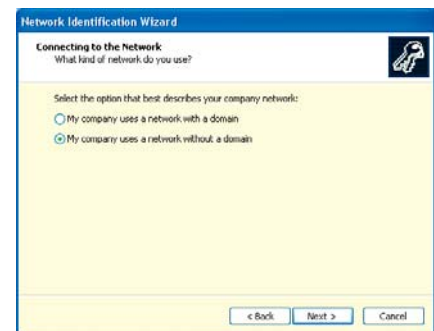 Network Identification Wizard
Connecting to the Network
What kind of network do you use?
Select the option that best describes your company network:
My company uses a network with a domain
My company uses a network without a domain
< Back
Next >
Cancel